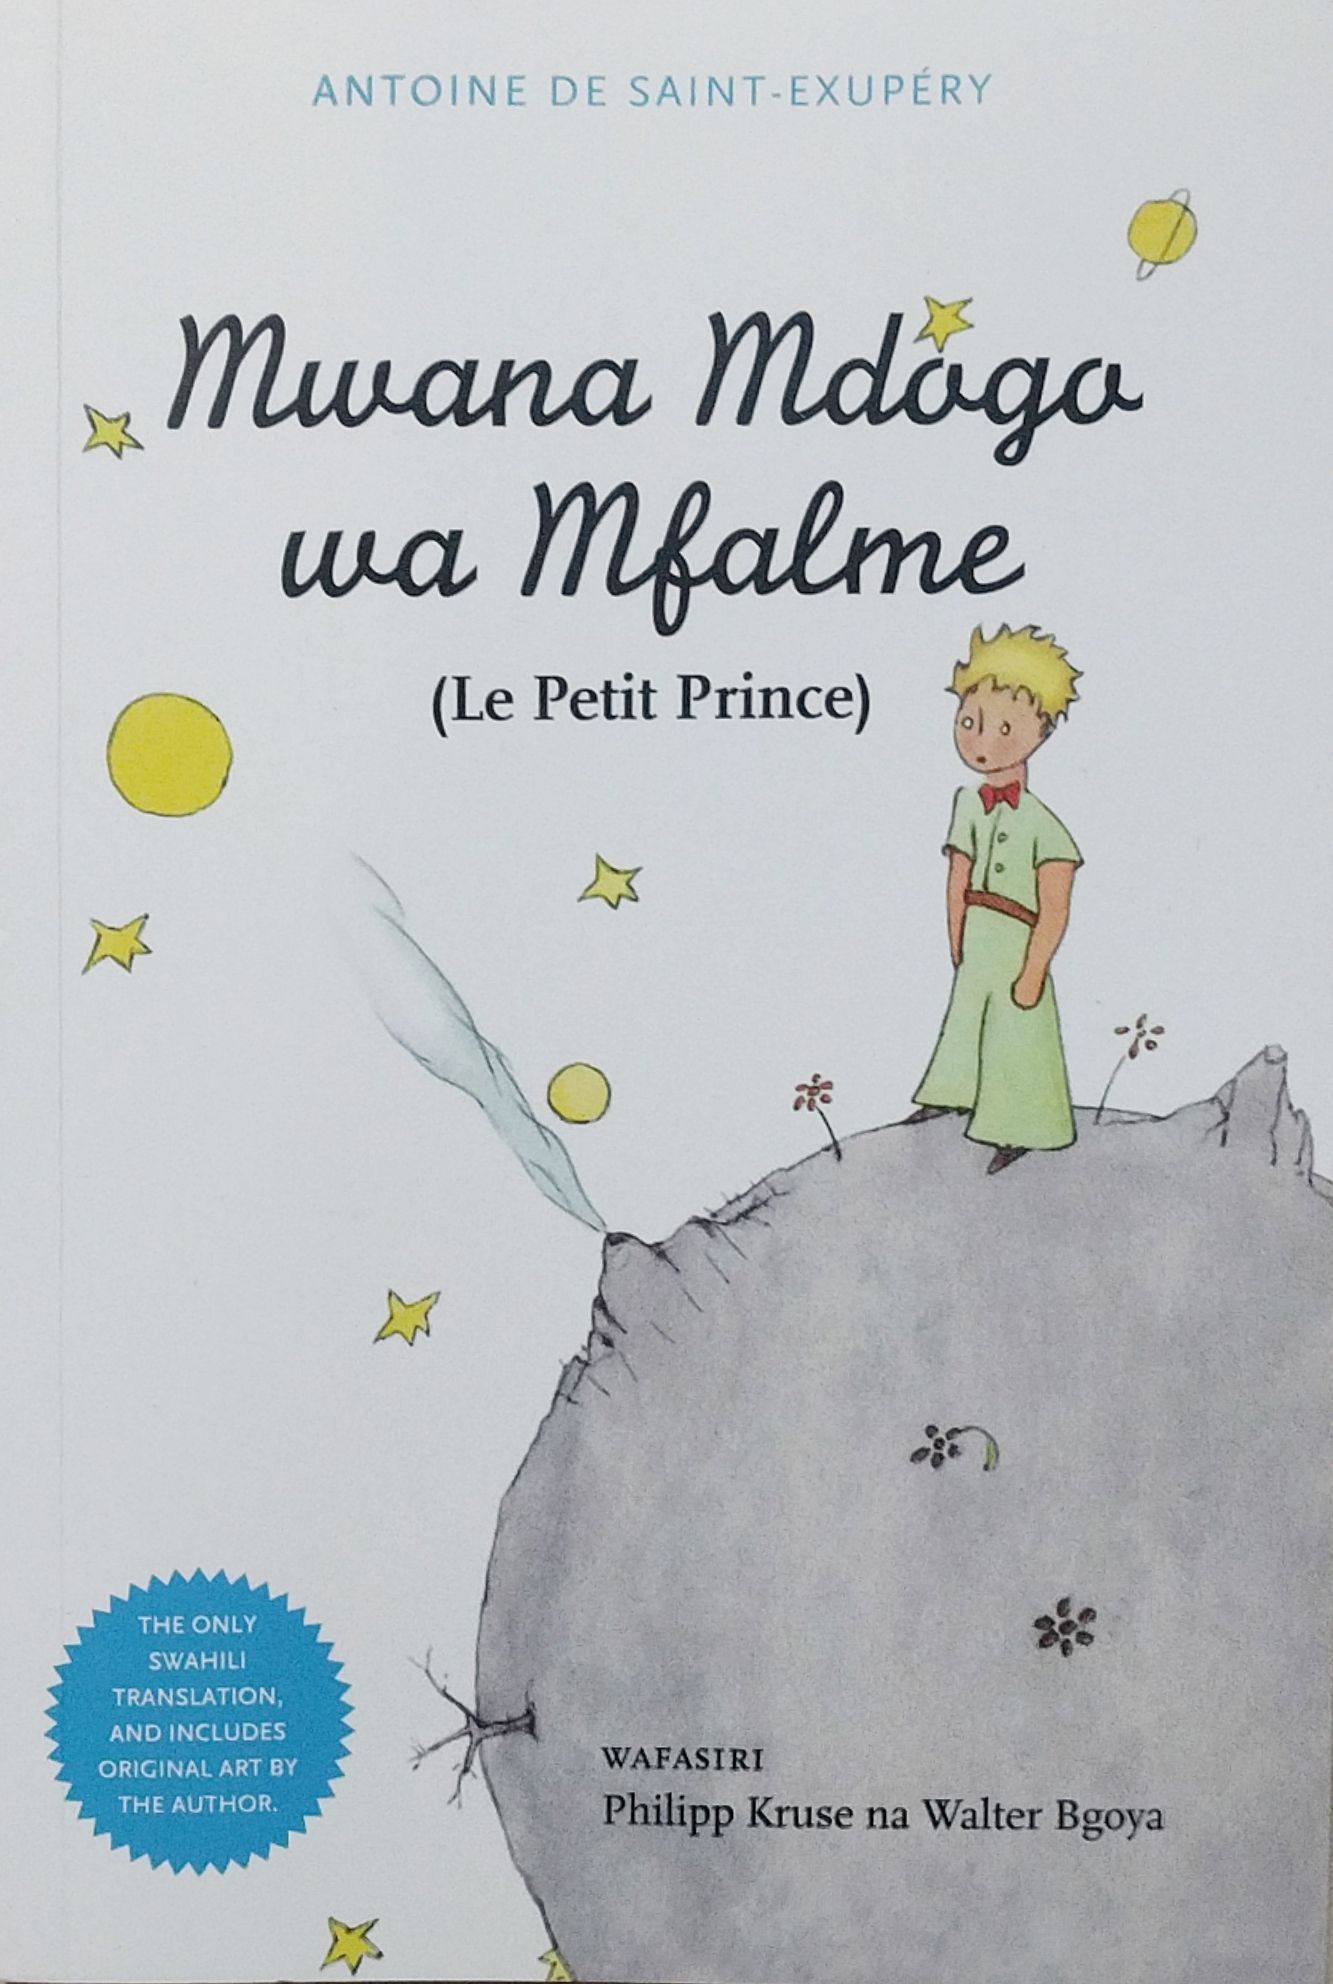 ANTOINE DE SAINT-EXUPÉRY
Mwana Mdogo
wa Mfalme
(Le Petit Prince)
THE ONLY
SWAHILI
TRANSLATION,
AND INCLUDES
ORIGINAL ART BY
THE AUTHOR.
WAFASIRI
Philipp Kruse na Walter Bgoya